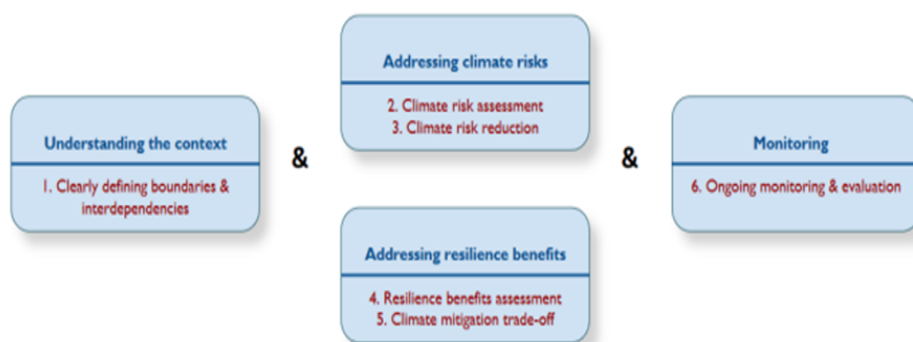 Understanding the context
1. Clearly defining boundaries &
interdependencies
&
Addressing climate risks
2. Climate risk assessment
3. Climate risk reduction
Addressing resilience benefits
4. Resilience benefits assessment
5. Climate mitigation trade-off
&
Monitoring
6. Ongoing monitoring & evaluation